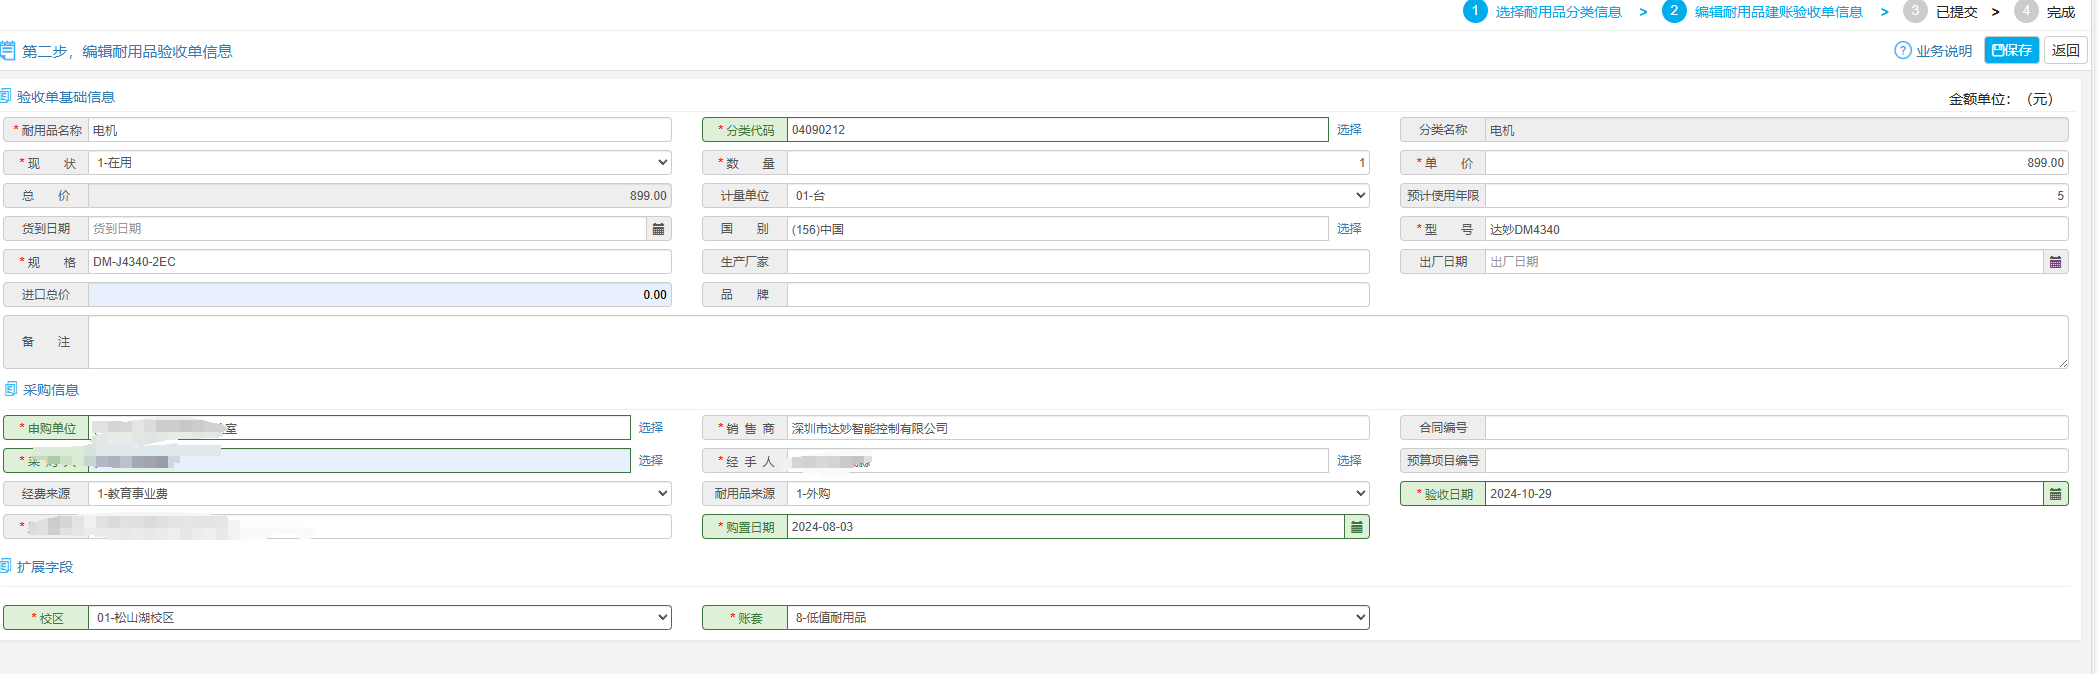 1 选择耐用品分类信息 > 2 编辑耐用品建账验收单信息 > 3 已提交 > 4 完成
第二步，编辑耐用品验收单信息 ? 业务说明 保存 返回
验收单基础信息 金额单位：（元）
* 耐用品名称 电机 * 分类代码 04090212 选择 分类名称 电机
* 现 状 1-在用 * 数 量 1 * 单 价 899.00
总 价 899.00 计量单位 01-台 预计使用年限 5
货到日期 货到日期 国 别 (156)中国 选择 * 型 号 达妙DM4340
* 规 格 DM-J4340-2EC 生产厂家 出厂日期 出厂日期
进口总价 0.00 品 牌
备 注
采购信息
* 申购单位 室 选择 * 销 售 商 深圳市达妙智能控制有限公司 合同编号
* 采 购 人 选择 * 经 手 人 选择 预算项目编号
经费来源 1-教育事业费 耐用品来源 1-外购 * 验收日期 2024-10-29
* 购置日期 2024-08-03
扩展字段
* 校区 01-松山湖校区 * 账套 8-低值耐用品